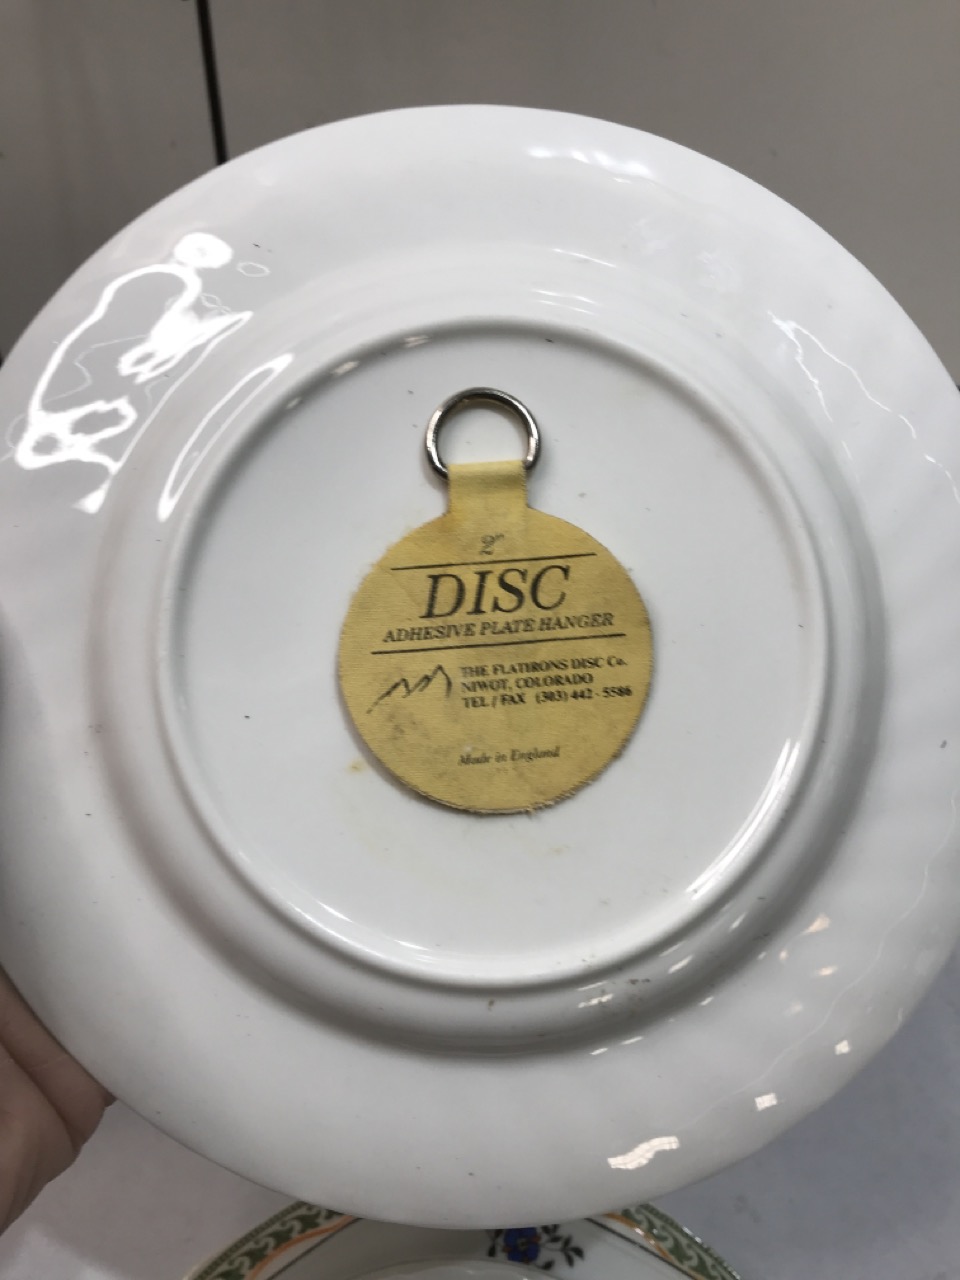 2"
DISC
ADHESIVE PLATE HANGER
THE FLATIRONS DISC Co.
NIWOT, COLORADO
TEL / FAX (303) 442 - 5586
Made in England